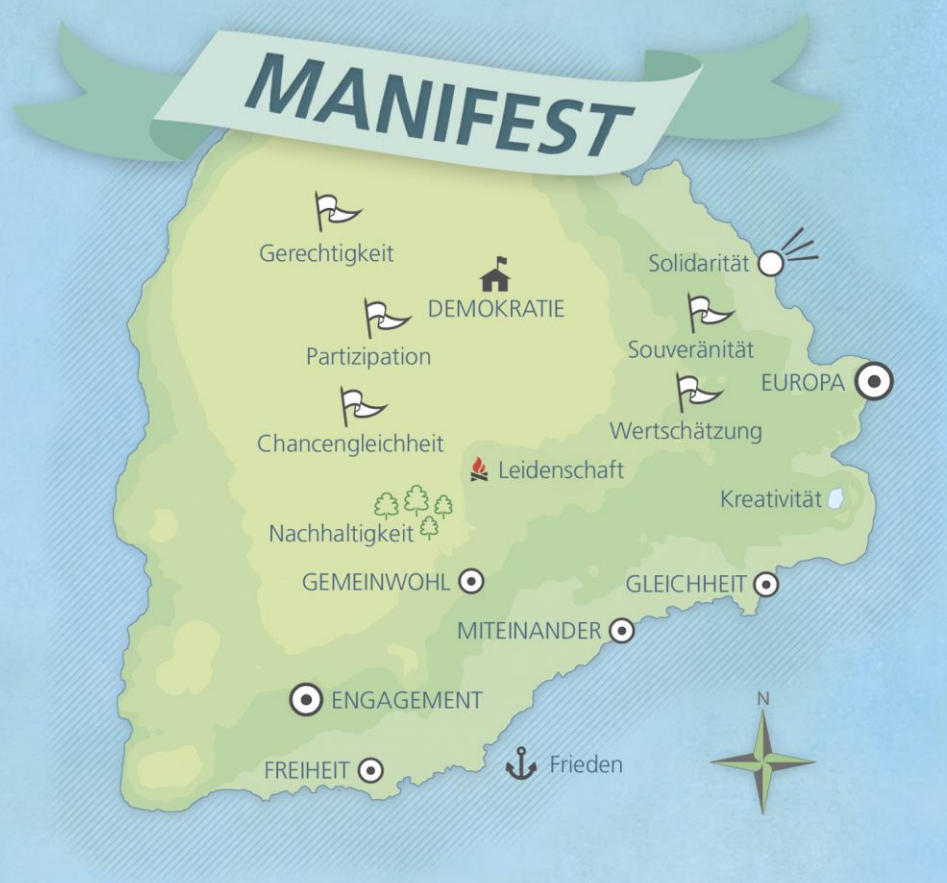 MANIFEST
Gerechtigkeit
Solidarität
DEMOKRATIE
Partizipation
Souveränität
EUROPA
Chancengleichheit
Wertschätzung
Leidenschaft
Kreativität
Nachhaltigkeit
GEMEINWOHL
GLEICHHEIT
MITEINANDER
ENGAGEMENT
N
FREIHEIT
Frieden